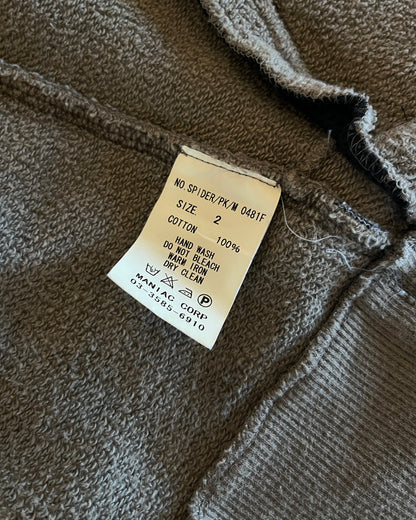 NO.SPIDER/PK/M 0481F
SIZE 2
COTTON 100%
HAND WASH
DO NOT BLEACH
WARM IRON
DRY CLEAN
P
MANIAC CORP
03-3585-6910